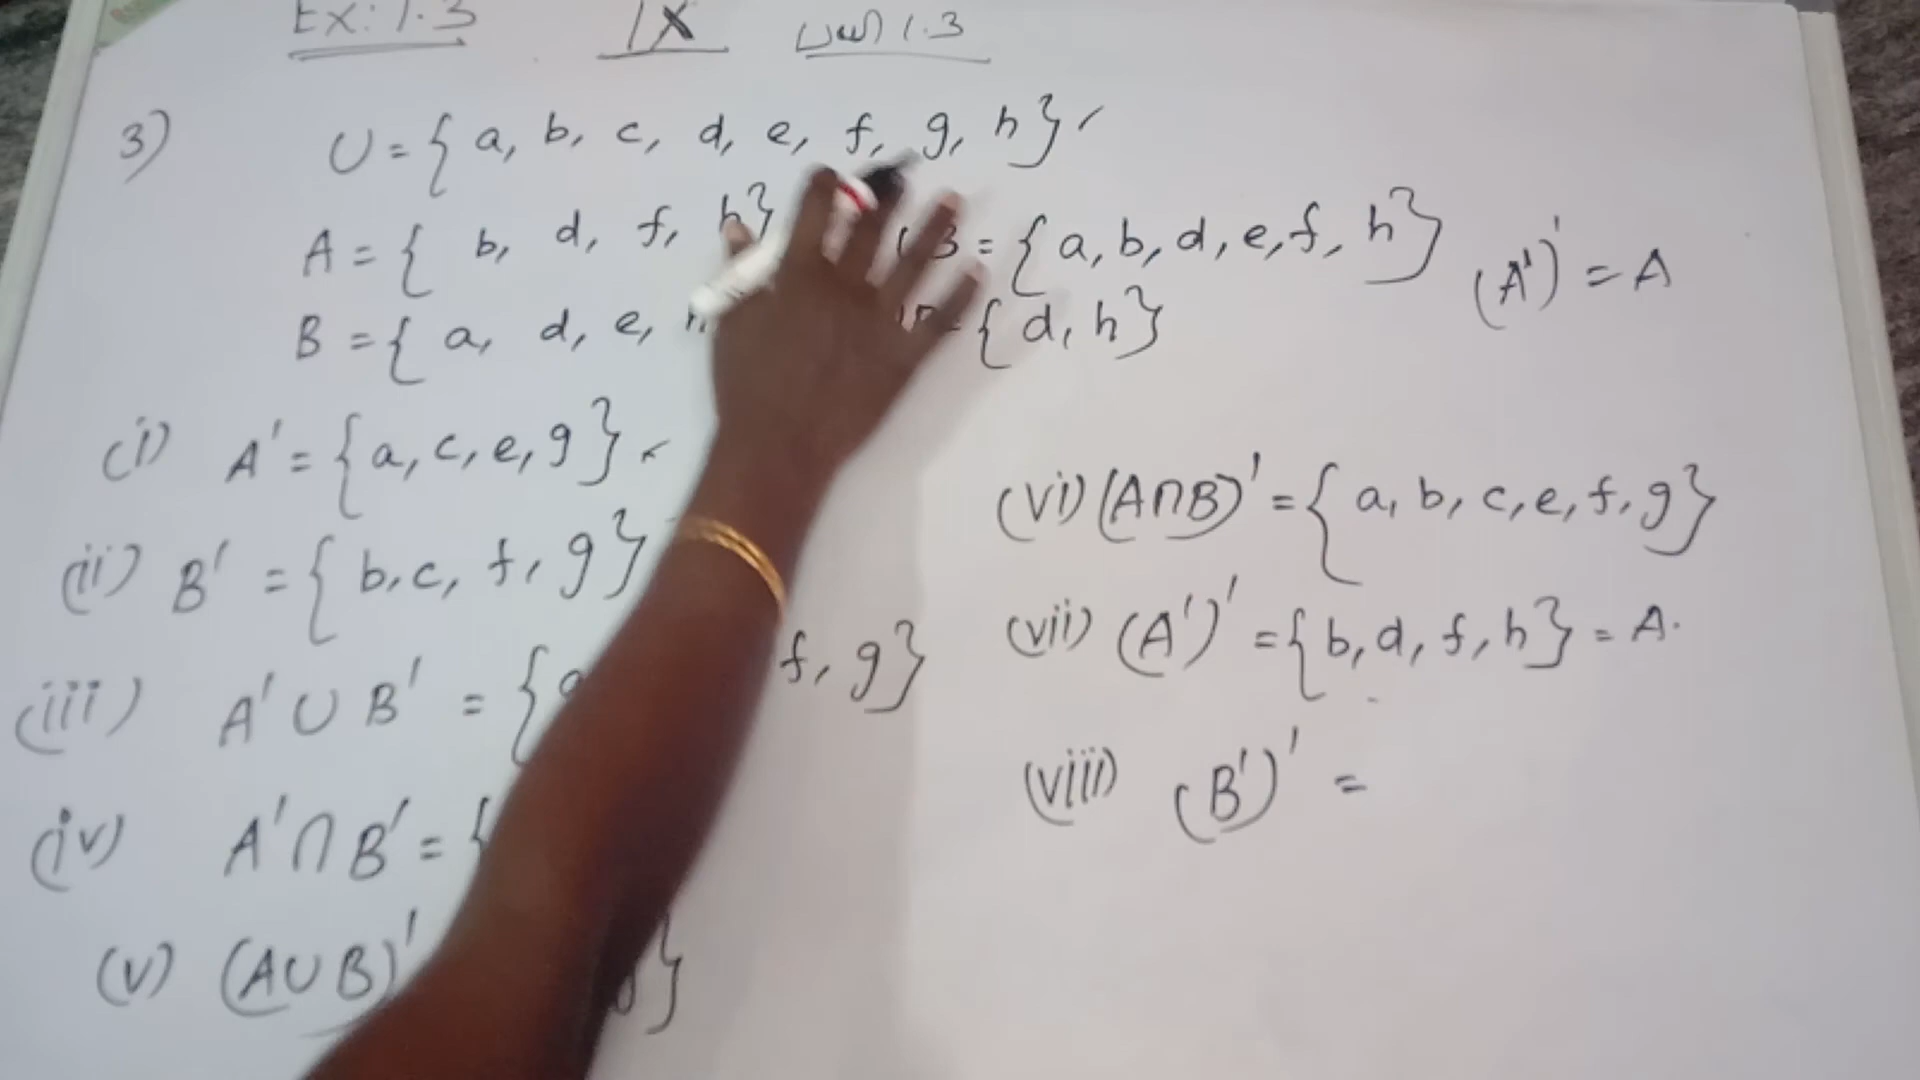 Ex: 1.3 IX பயி 1.3
3) U = { a, b, c, d, e, f, g, h}
A = { b, d, f, h} B = {a, b, d, e, f, h} (A')' = A
B = { a, d, e, h = {d, h}
(i) A' = {a, c, e, g}
(ii) B' = { b, c, f, g}
(iii) A' ∪ B' = { f, g}
(iv) A' ∩ B' = {
(v) (A∪B)' }
(vi) (A∩B)' = { a, b, c, e, f, g}
(vii) (A')' = {b, d, f, h} = A.
(viii) (B')' =